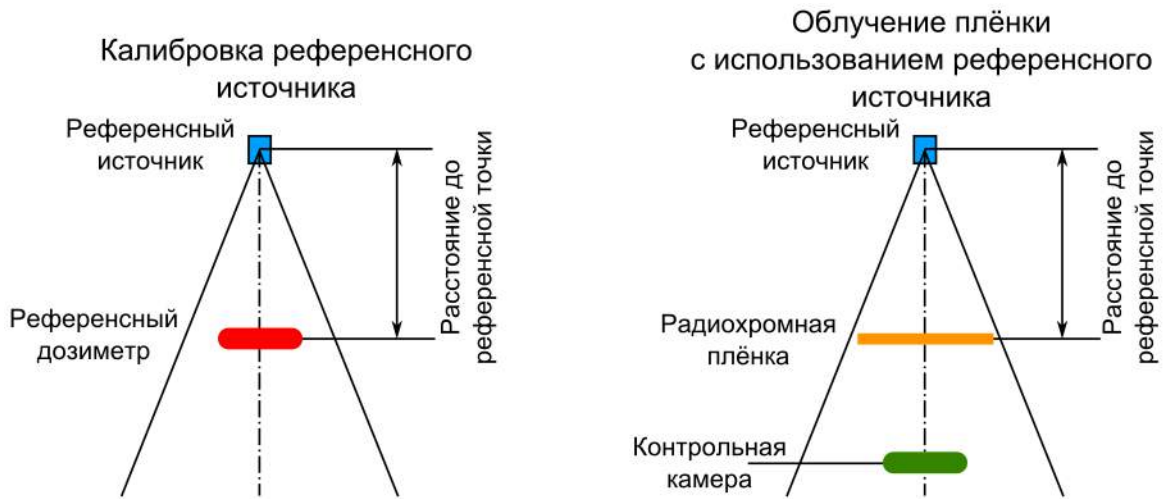 Калибровка референсного
источника
Референсный
источник
Расстояние до
референсной точки
Референсный
дозиметр
Облучение плёнки
с использованием референсного
источника
Референсный
источник
Расстояние до
референсной точки
Радиохромная
плёнка
Контрольная
камера